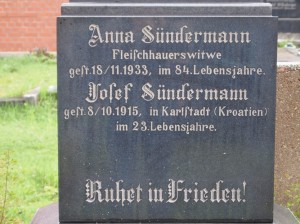 Anna Sündermann
Fleischhauerswitwe
gest. 18/11.1933, im 84. Lebensjahre.
Josef Sündermann
gest. 8/10.1915, in Karlstadt (Kroatien)
im 23. Lebensjahre.
Ruhet in Frieden!